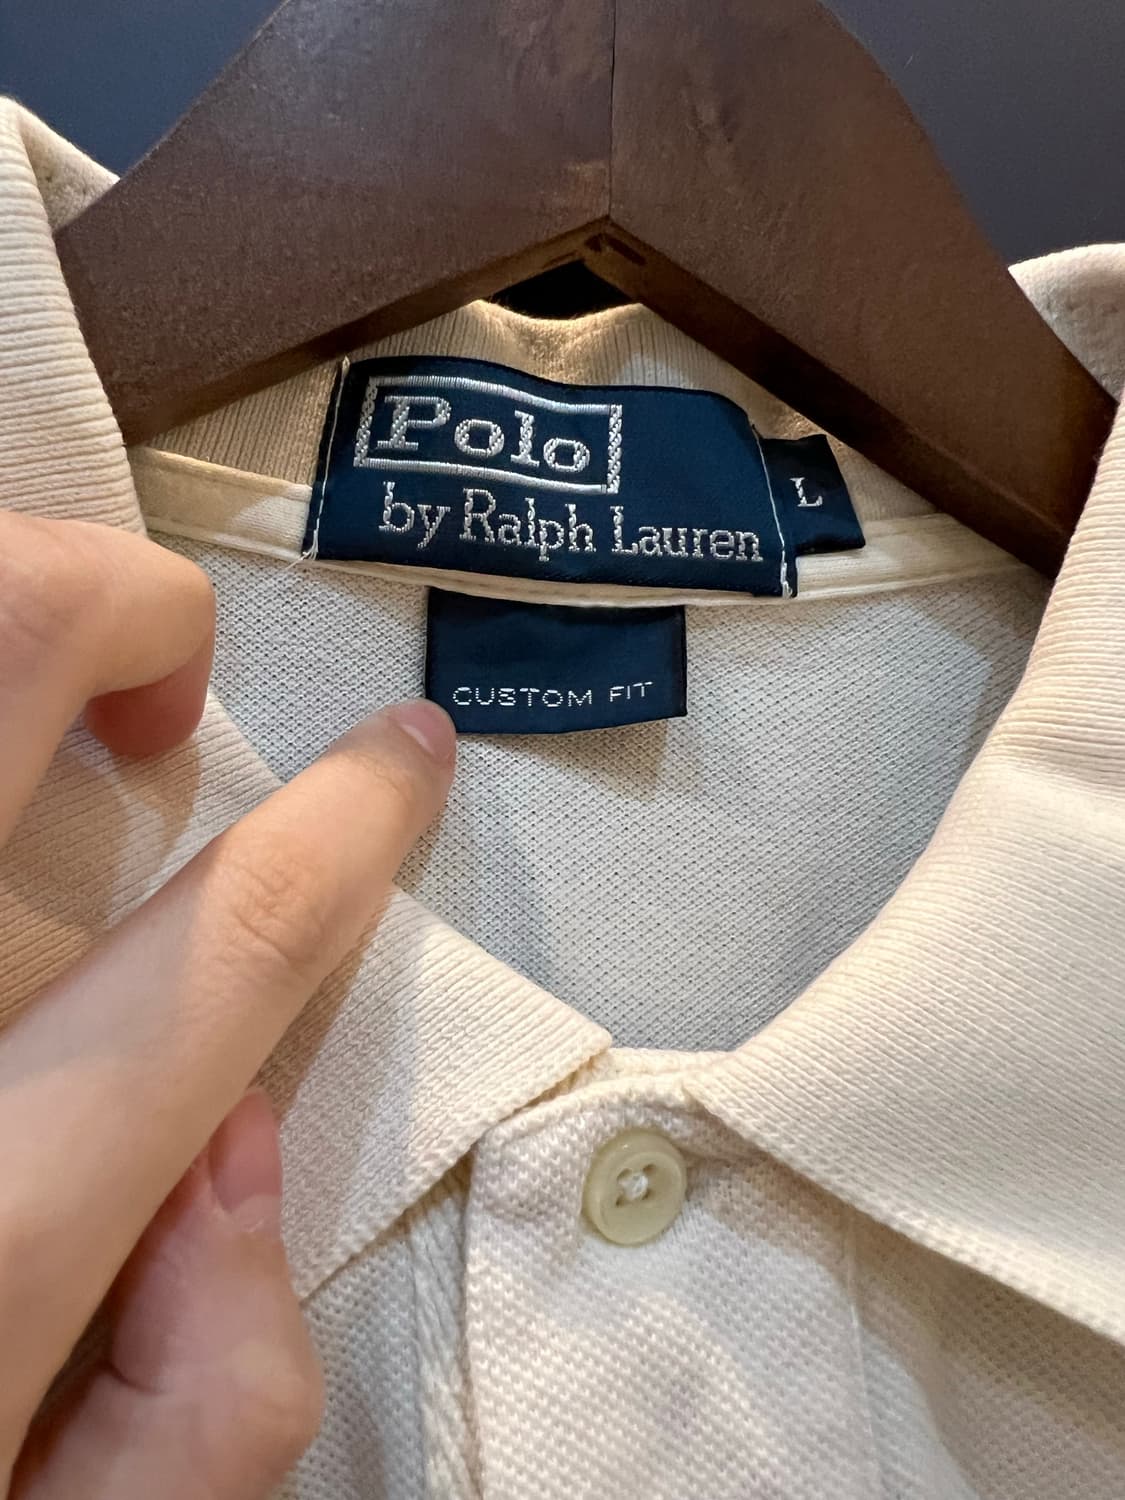 Polo
by Ralph Lauren
L
CUSTOM FIT